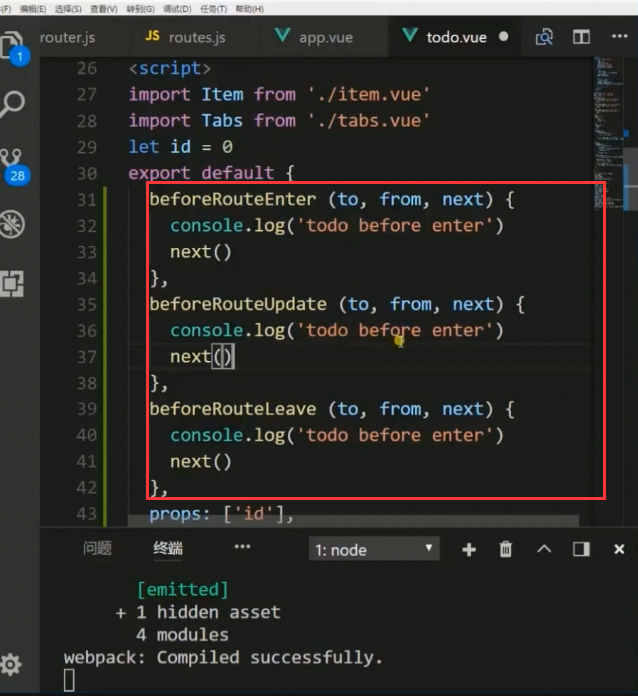 (F) 编辑(E) 选择(S) 查看(V) 转到(G) 调试(D) 任务(T) 帮助(H)
router.js JS routes.js app.vue todo.vue
1
28
26 <script>
27 import Item from './item.vue'
28 import Tabs from './tabs.vue'
29 let id = 0
30 export default {
31 beforeRouteEnter (to, from, next) {
32 console.log('todo before enter')
33 next()
34 },
35 beforeRouteUpdate (to, from, next) {
36 console.log('todo before enter')
37 next()
38 },
39 beforeRouteLeave (to, from, next) {
40 console.log('todo before enter')
41 next()
42 },
43 props: ['id'],
问题 终端 ••• 1: node
[emitted]
+ 1 hidden asset
4 modules
webpack: Compiled successfully.